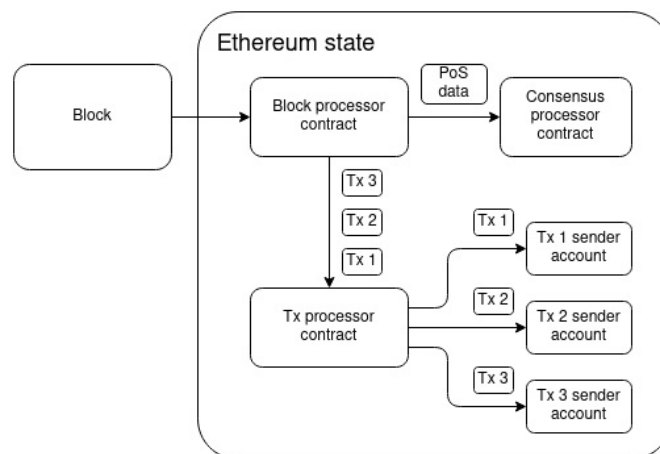 Ethereum state
Block
Block processor
contract
PoS
data
Consensus
processor
contract
Tx 3
Tx 2
Tx 1
Tx processor
contract
Tx 1
Tx 1 sender
account
Tx 2
Tx 2 sender
account
Tx 3
Tx 3 sender
account